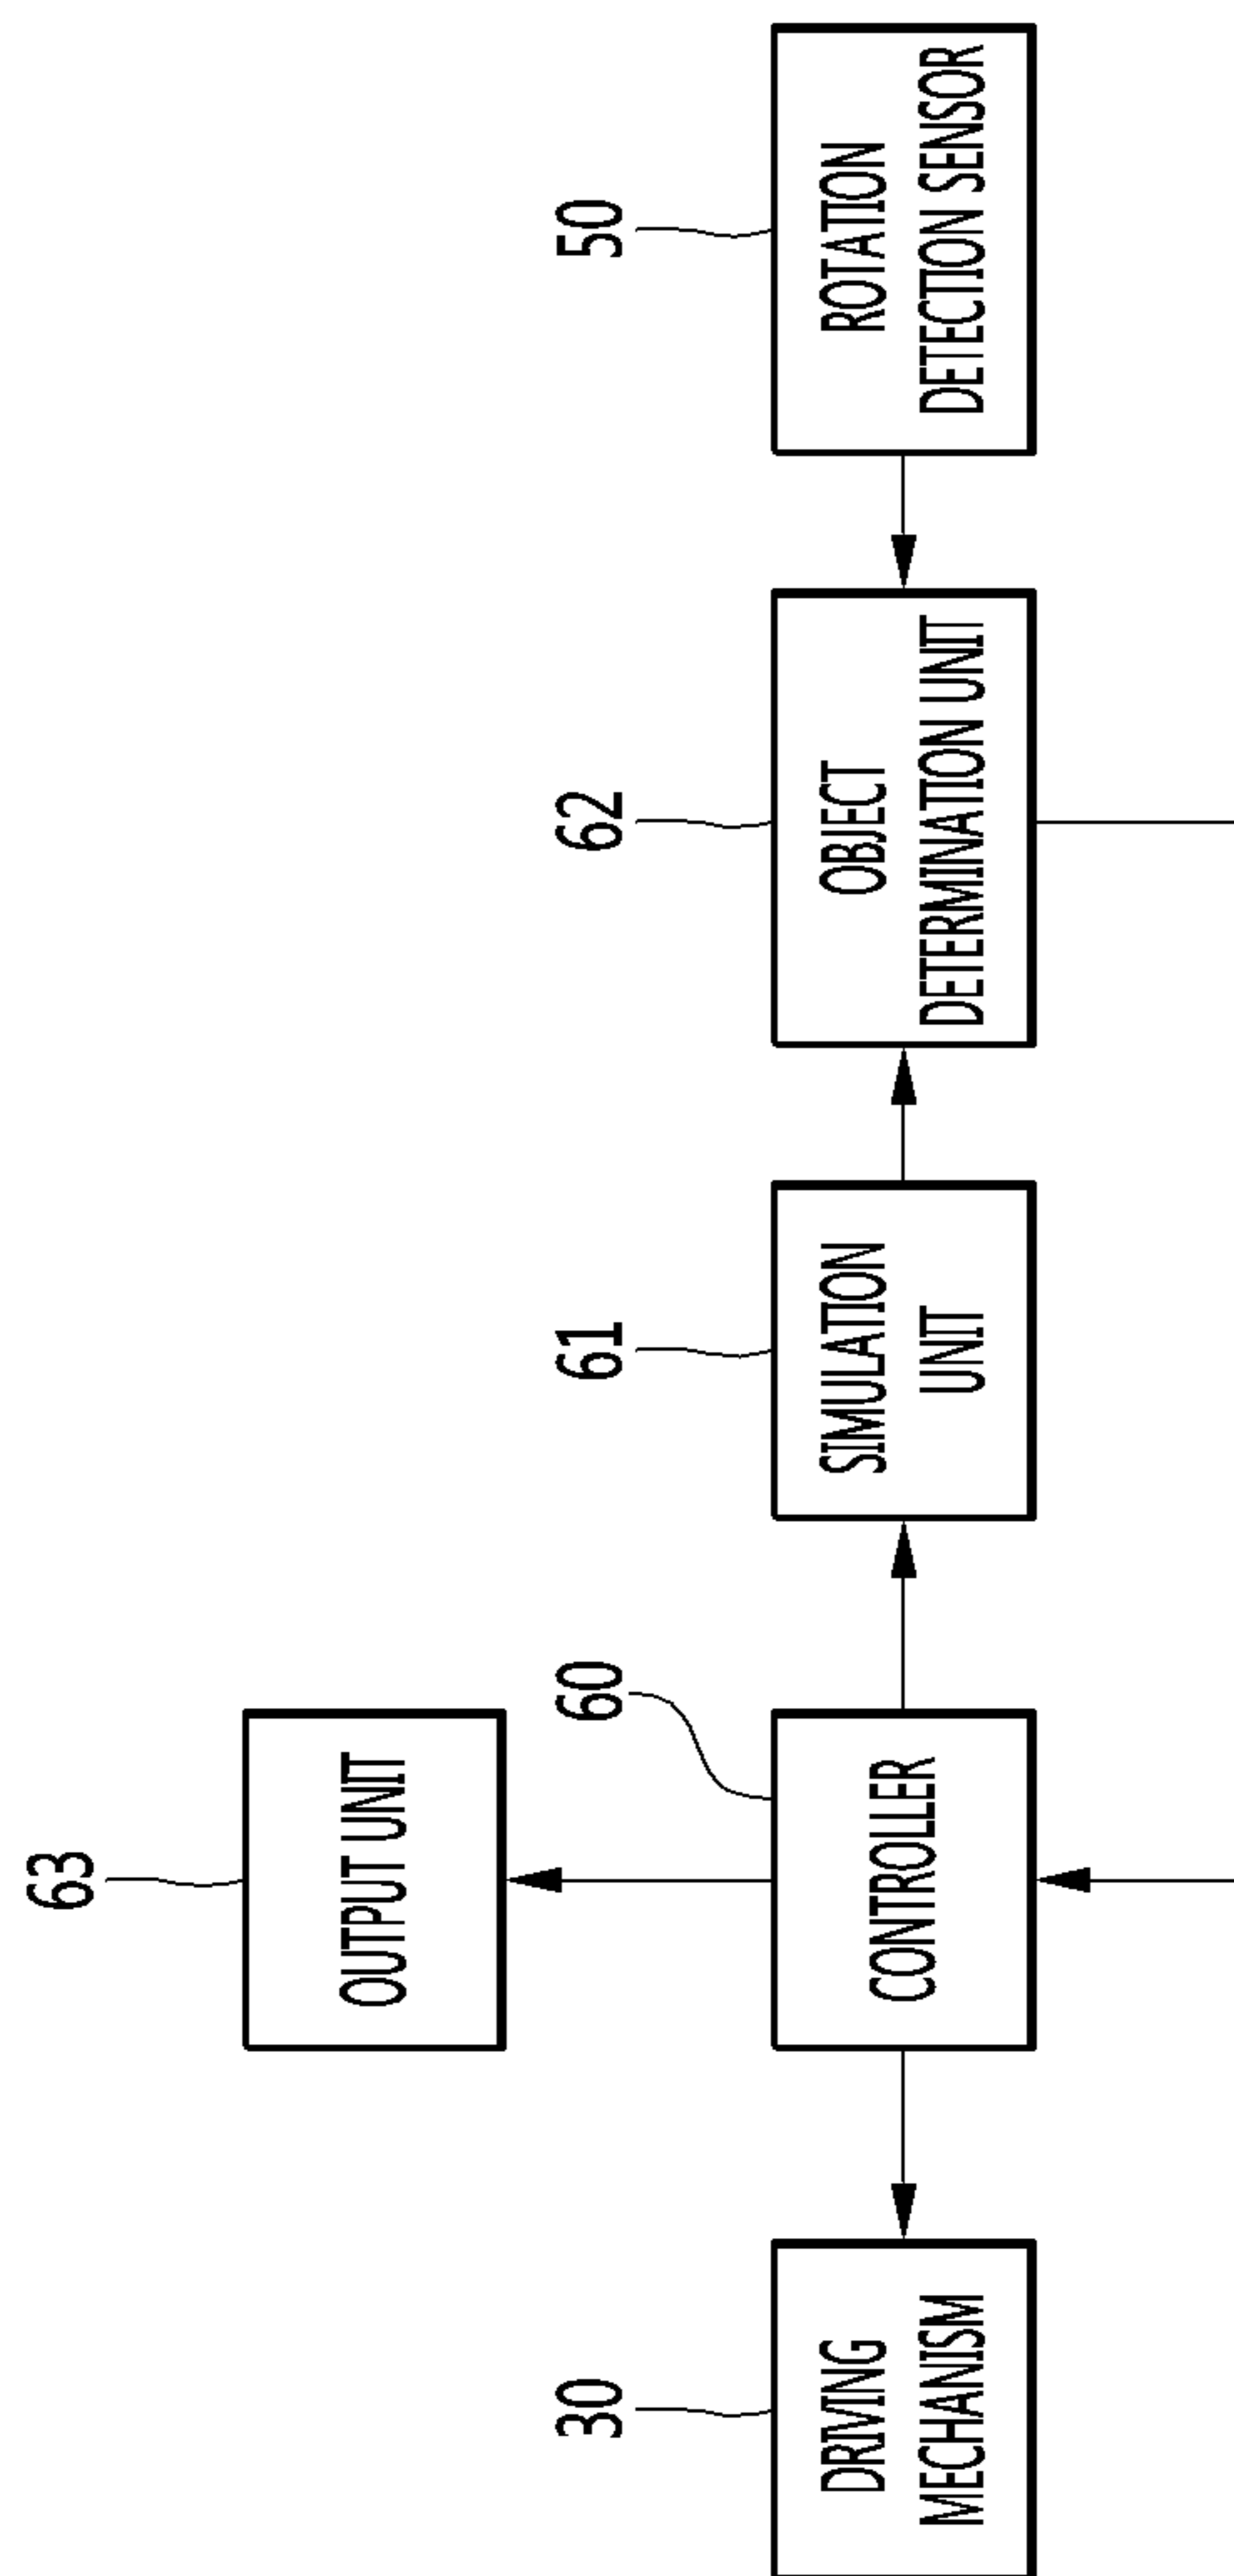 63
OUTPUT UNIT
30
DRIVING
MECHANISM
60
CONTROLLER
61
SIMULATION
UNIT
62
OBJECT
DETERMINATION UNIT
50
ROTATION
DETECTION SENSOR